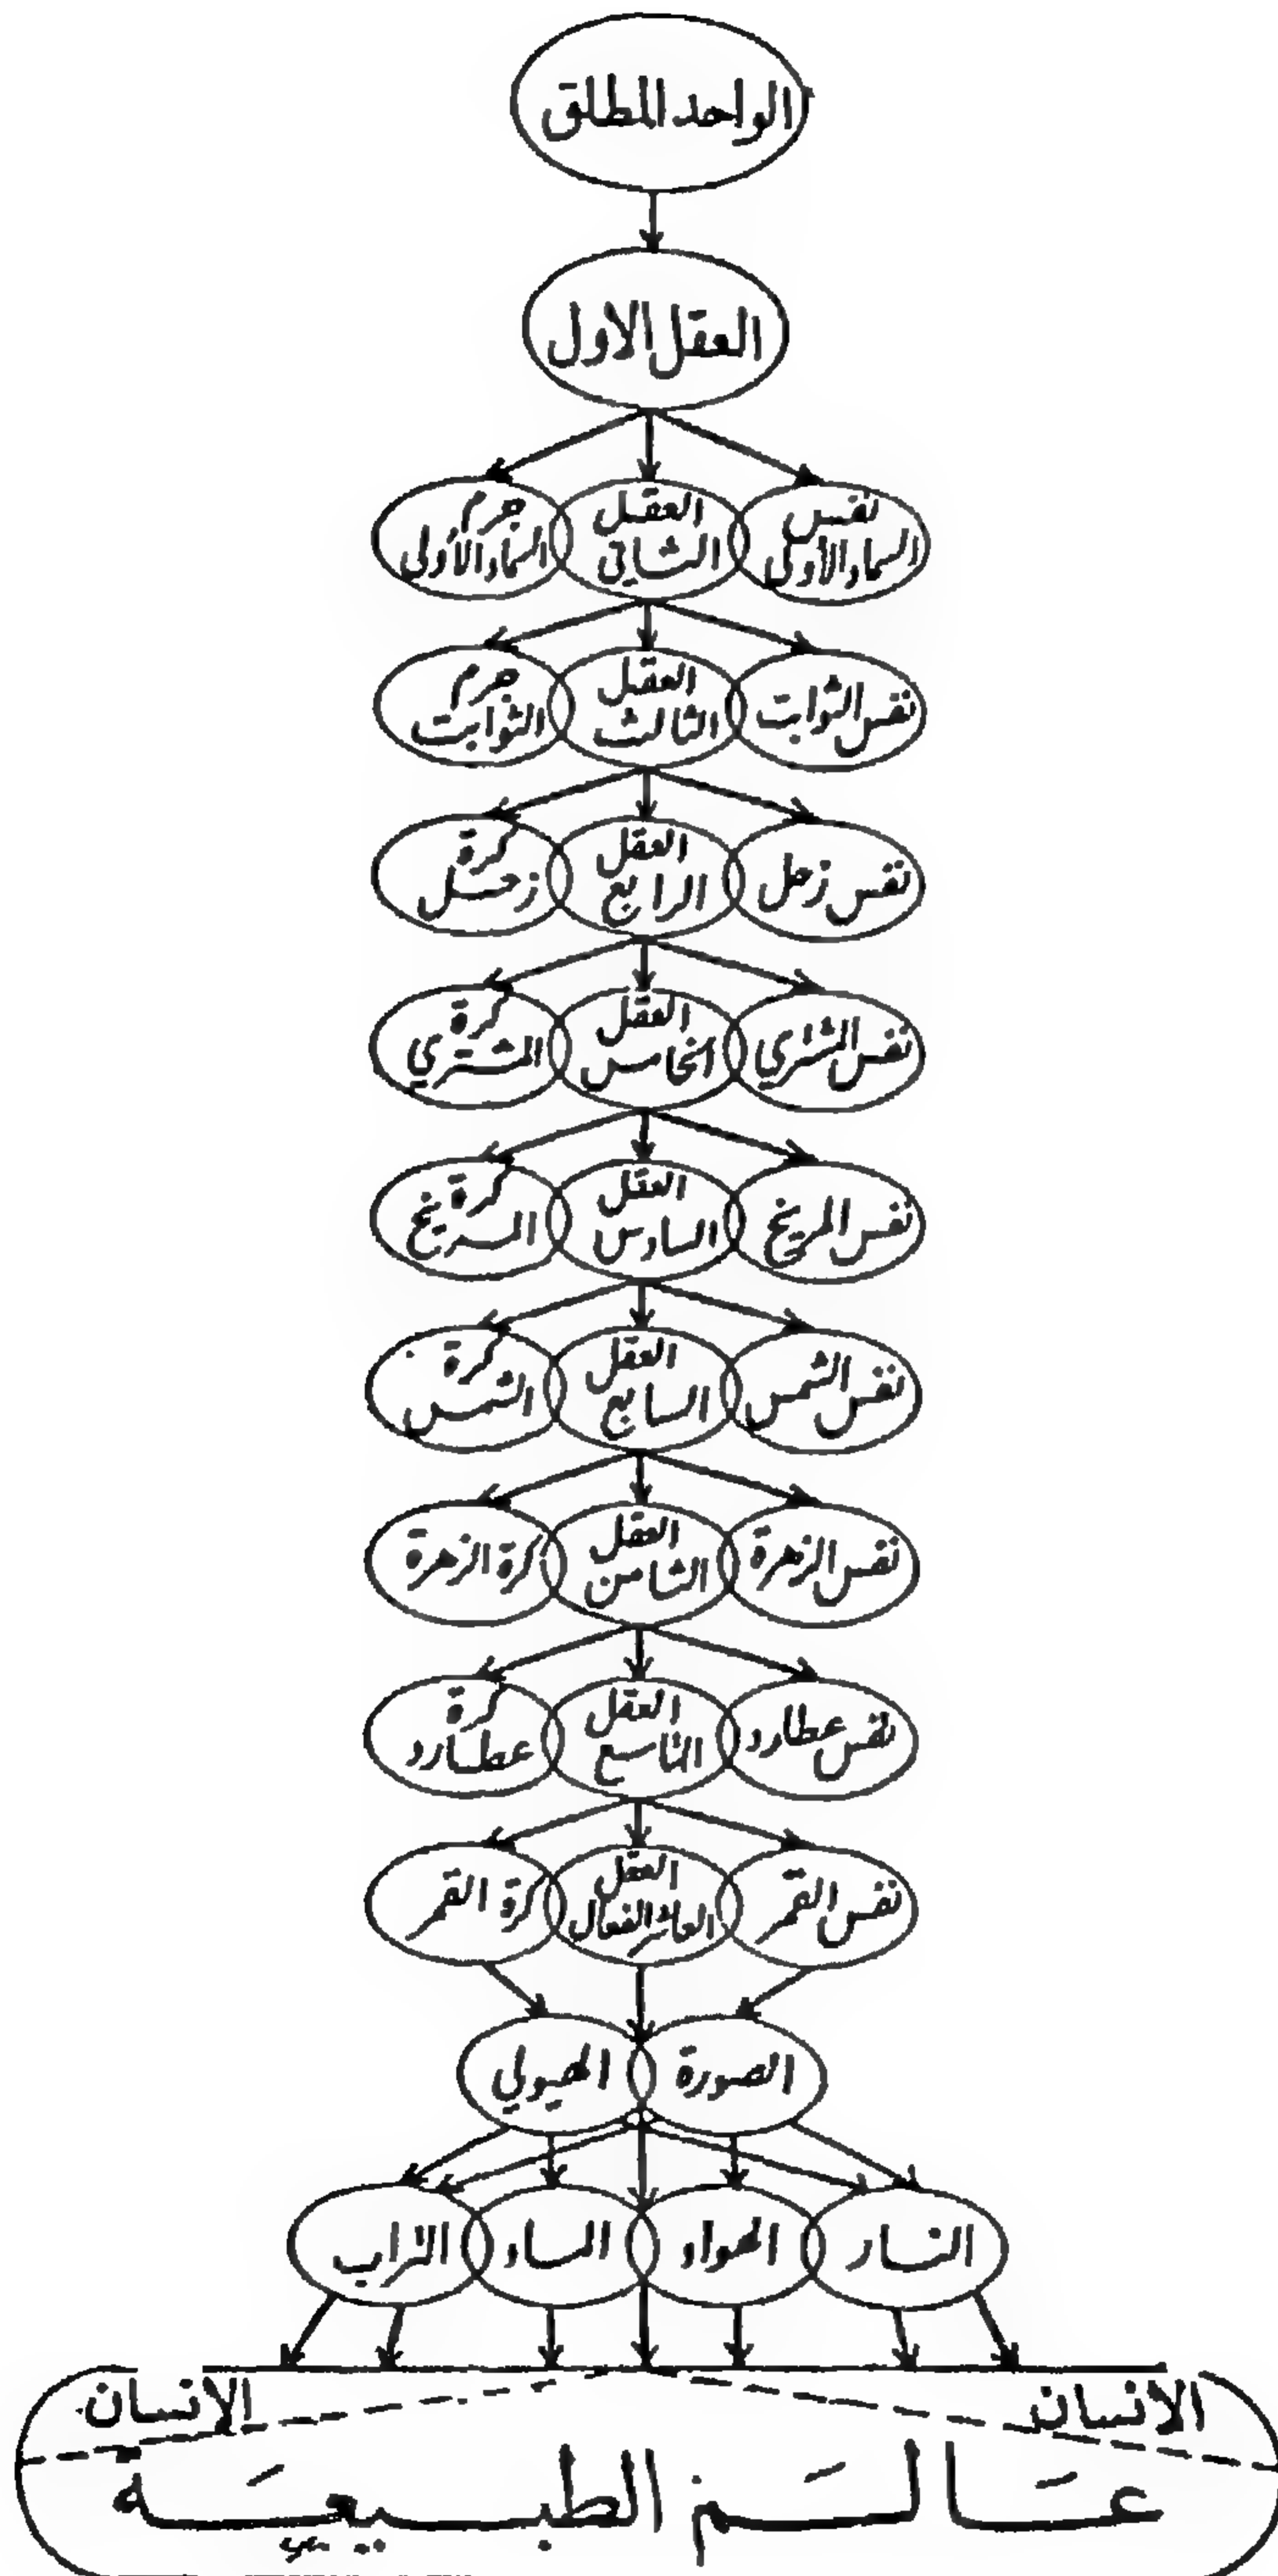 الواحد المطلق
العقل الاول
نفس
السماء الأولى
العقل
الثاني
جرم
السماء الأولى
نفس الثوابت
العقل
الثالث
جرم
الثوابت
نفس زحل
العقل
الرابع
كرة
زحل
نفس المشتري
العقل
الخامس
كرة
المشتري
نفس المريخ
العقل
السادس
كرة
المريخ
نفس الشمس
العقل
السابع
كرة
الشمس
نفس الزهرة
العقل
الثامن
كرة الزهرة
نفس عطارد
العقل
التاسع
كرة
عطارد
نفس القمر
العقل
العاشر الفعال
كرة القمر
الصورة
الهيولي
النار
الهواء
الماء
التراب
الانسان
الانسان
عَالَم الطبيعَة